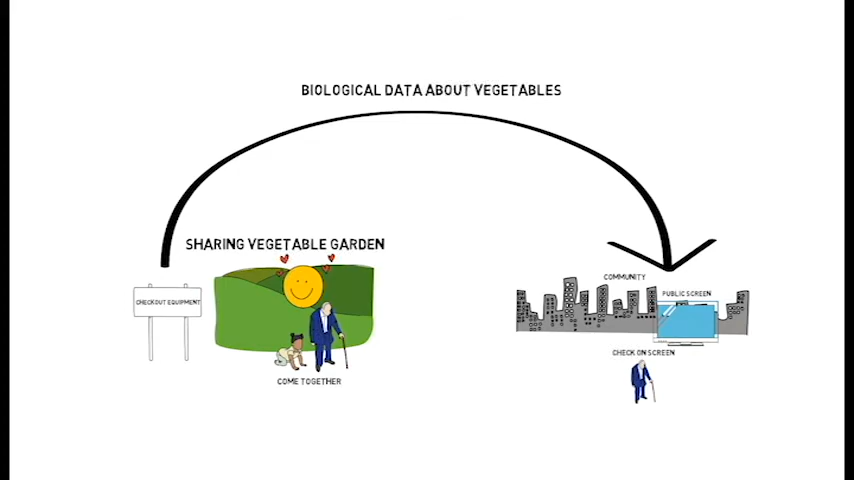 BIOLOGICAL DATA ABOUT VEGETABLES
SHARING VEGETABLE GARDEN
CHECKOUT EQUIPMENT
COME TOGETHER
COMMUNITY
PUBLIC SCREEN
CHECK ON SCREEN